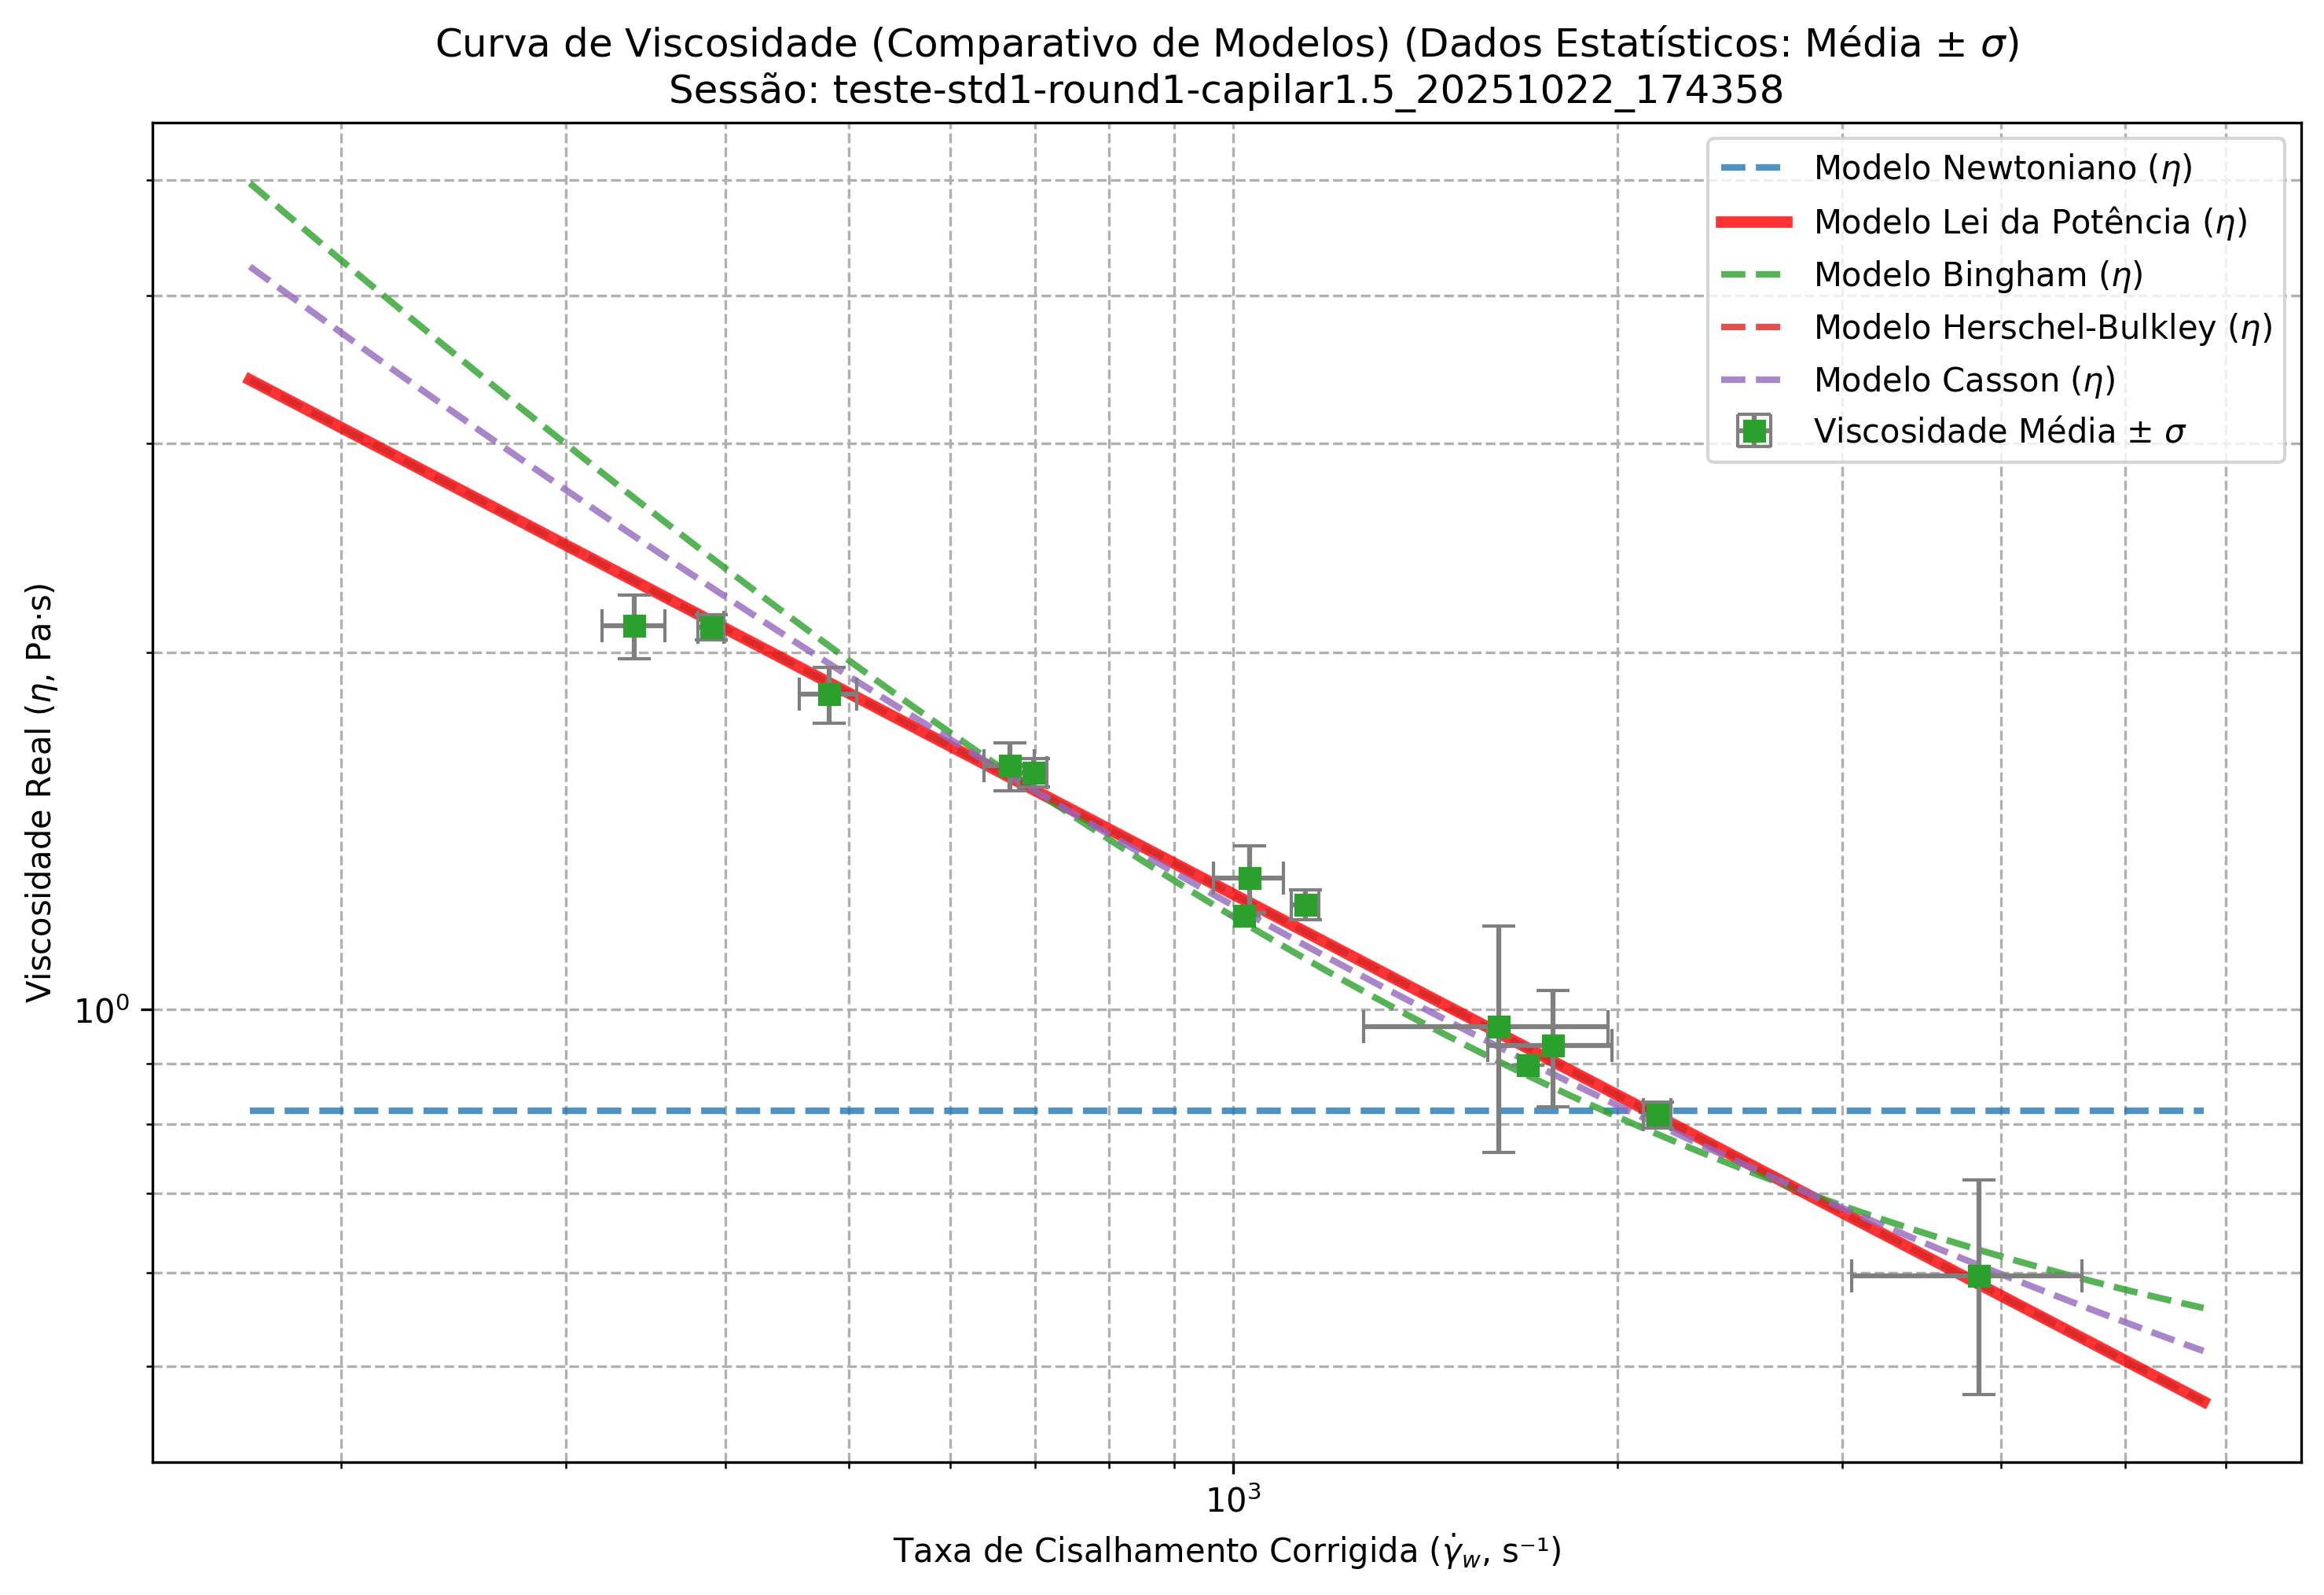 Curva de Viscosidade (Comparativo de Modelos) (Dados Estatísticos: Média ± σ)
Sessão: teste-std1-round1-capilar1.5_20251022_174358
Modelo Newtoniano (η)
Modelo Lei da Potência (η)
Modelo Bingham (η)
Modelo Herschel-Bulkley (η)
Modelo Casson (η)
Viscosidade Média ± σ
Viscosidade Real (η, Pa·s)
10⁰
10³
Taxa de Cisalhamento Corrigida (γ̇w, s⁻¹)